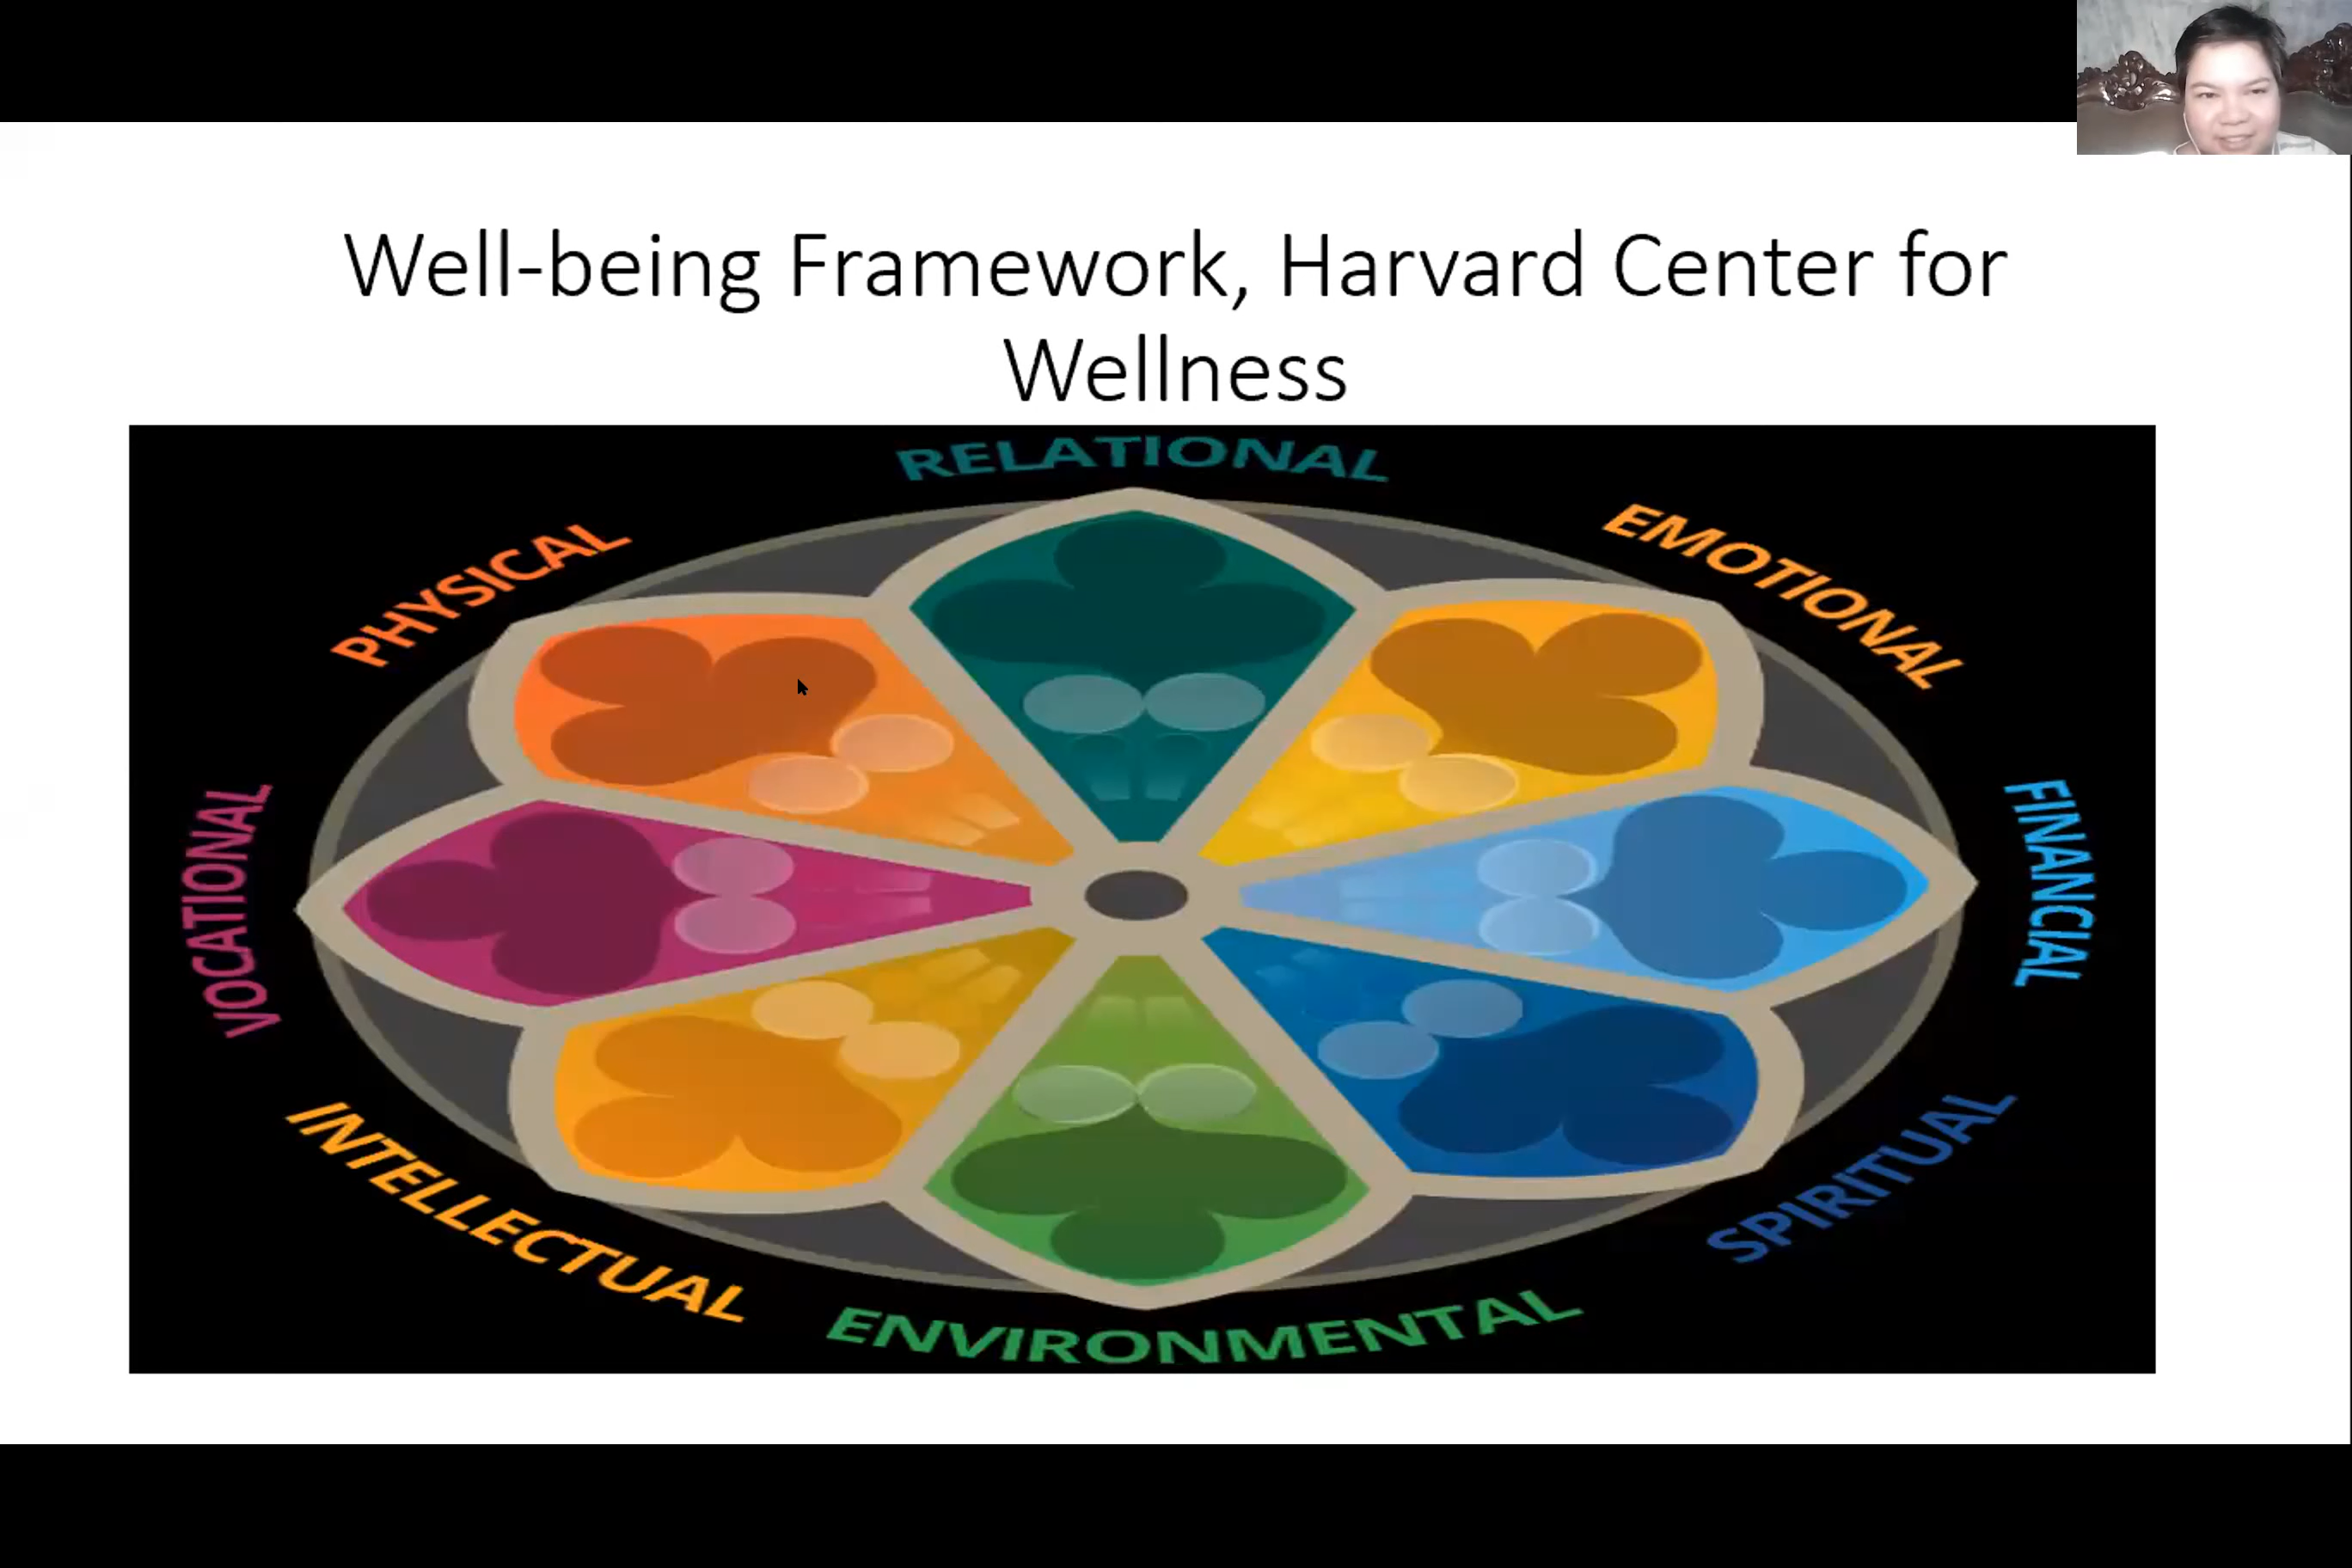 Well-being Framework, Harvard Center for
Wellness
RELATIONAL
EMOTIONAL
FINANCIAL
SPIRITUAL
ENVIRONMENTAL
INTELLECTUAL
VOCATIONAL
PHYSICAL